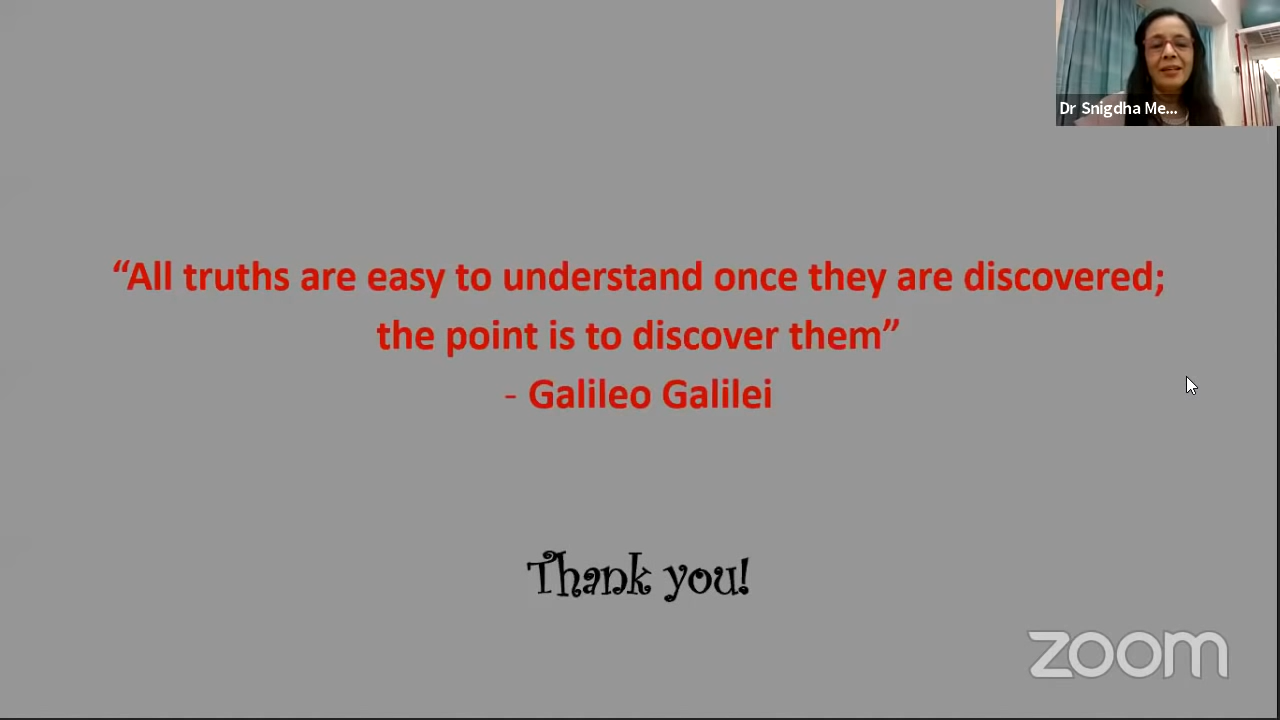 Dr Snigdha Me...
“All truths are easy to understand once they are discovered;
the point is to discover them”
- Galileo Galilei
Thank you!
zoom